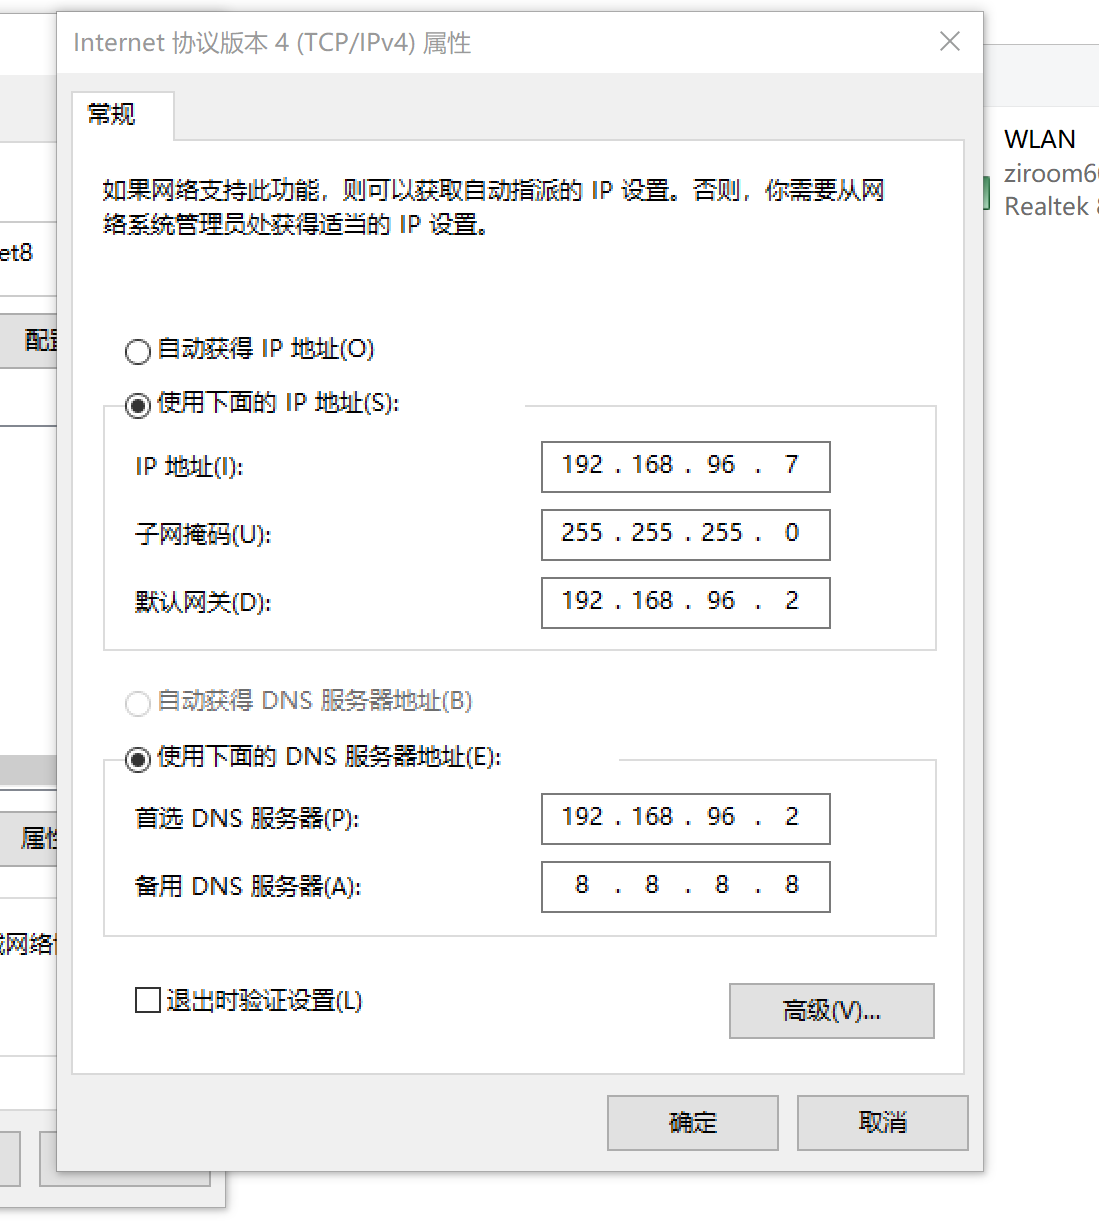 Internet 协议版本 4 (TCP/IPv4) 属性
常规
如果网络支持此功能，则可以获取自动指派的 IP 设置。否则，你需要从网
络系统管理员处获得适当的 IP 设置。
自动获得 IP 地址(O)
使用下面的 IP 地址(S):
IP 地址(I):
192 . 168 . 96 . 7
子网掩码(U):
255 . 255 . 255 . 0
默认网关(D):
192 . 168 . 96 . 2
自动获得 DNS 服务器地址(B)
使用下面的 DNS 服务器地址(E):
首选 DNS 服务器(P):
192 . 168 . 96 . 2
备用 DNS 服务器(A):
8 . 8 . 8 . 8
退出时验证设置(L)
高级(V)...
确定
取消
et8
配置
属性
网络
WLAN
ziroom6
Realtek